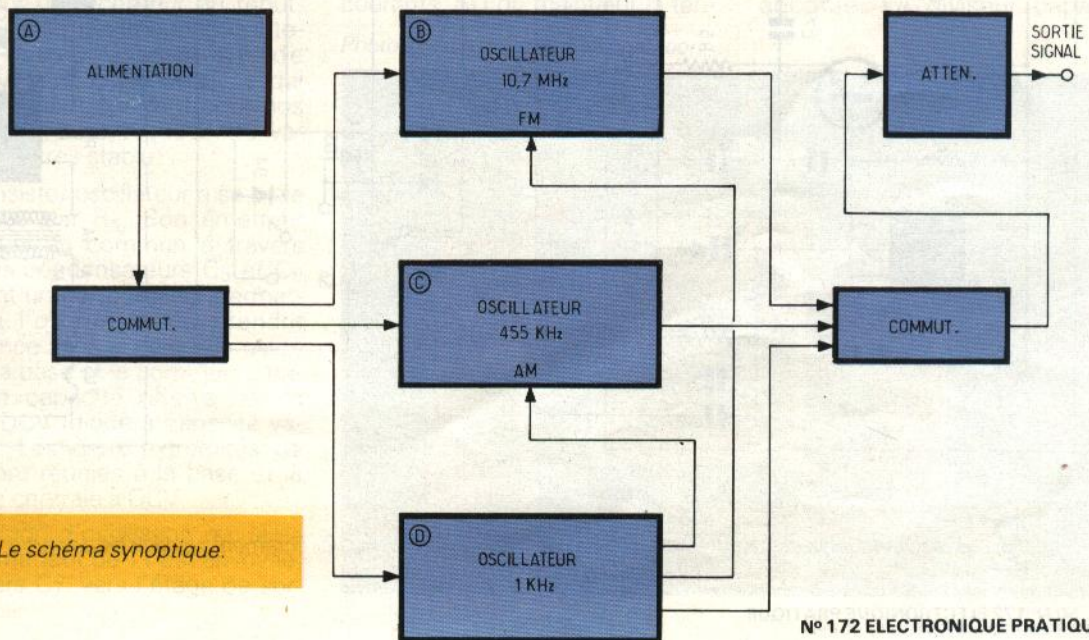 Ⓐ
ALIMENTATION
Ⓑ
OSCILLATEUR
10,7 MHz
FM
ATTEN.
SORTIE
SIGNAL
COMMUT.
Ⓒ
OSCILLATEUR
455 KHz
AM
COMMUT.
Ⓓ
OSCILLATEUR
1 KHz
Le schéma synoptique.
Nº 172 ELECTRONIQUE PRATIQU